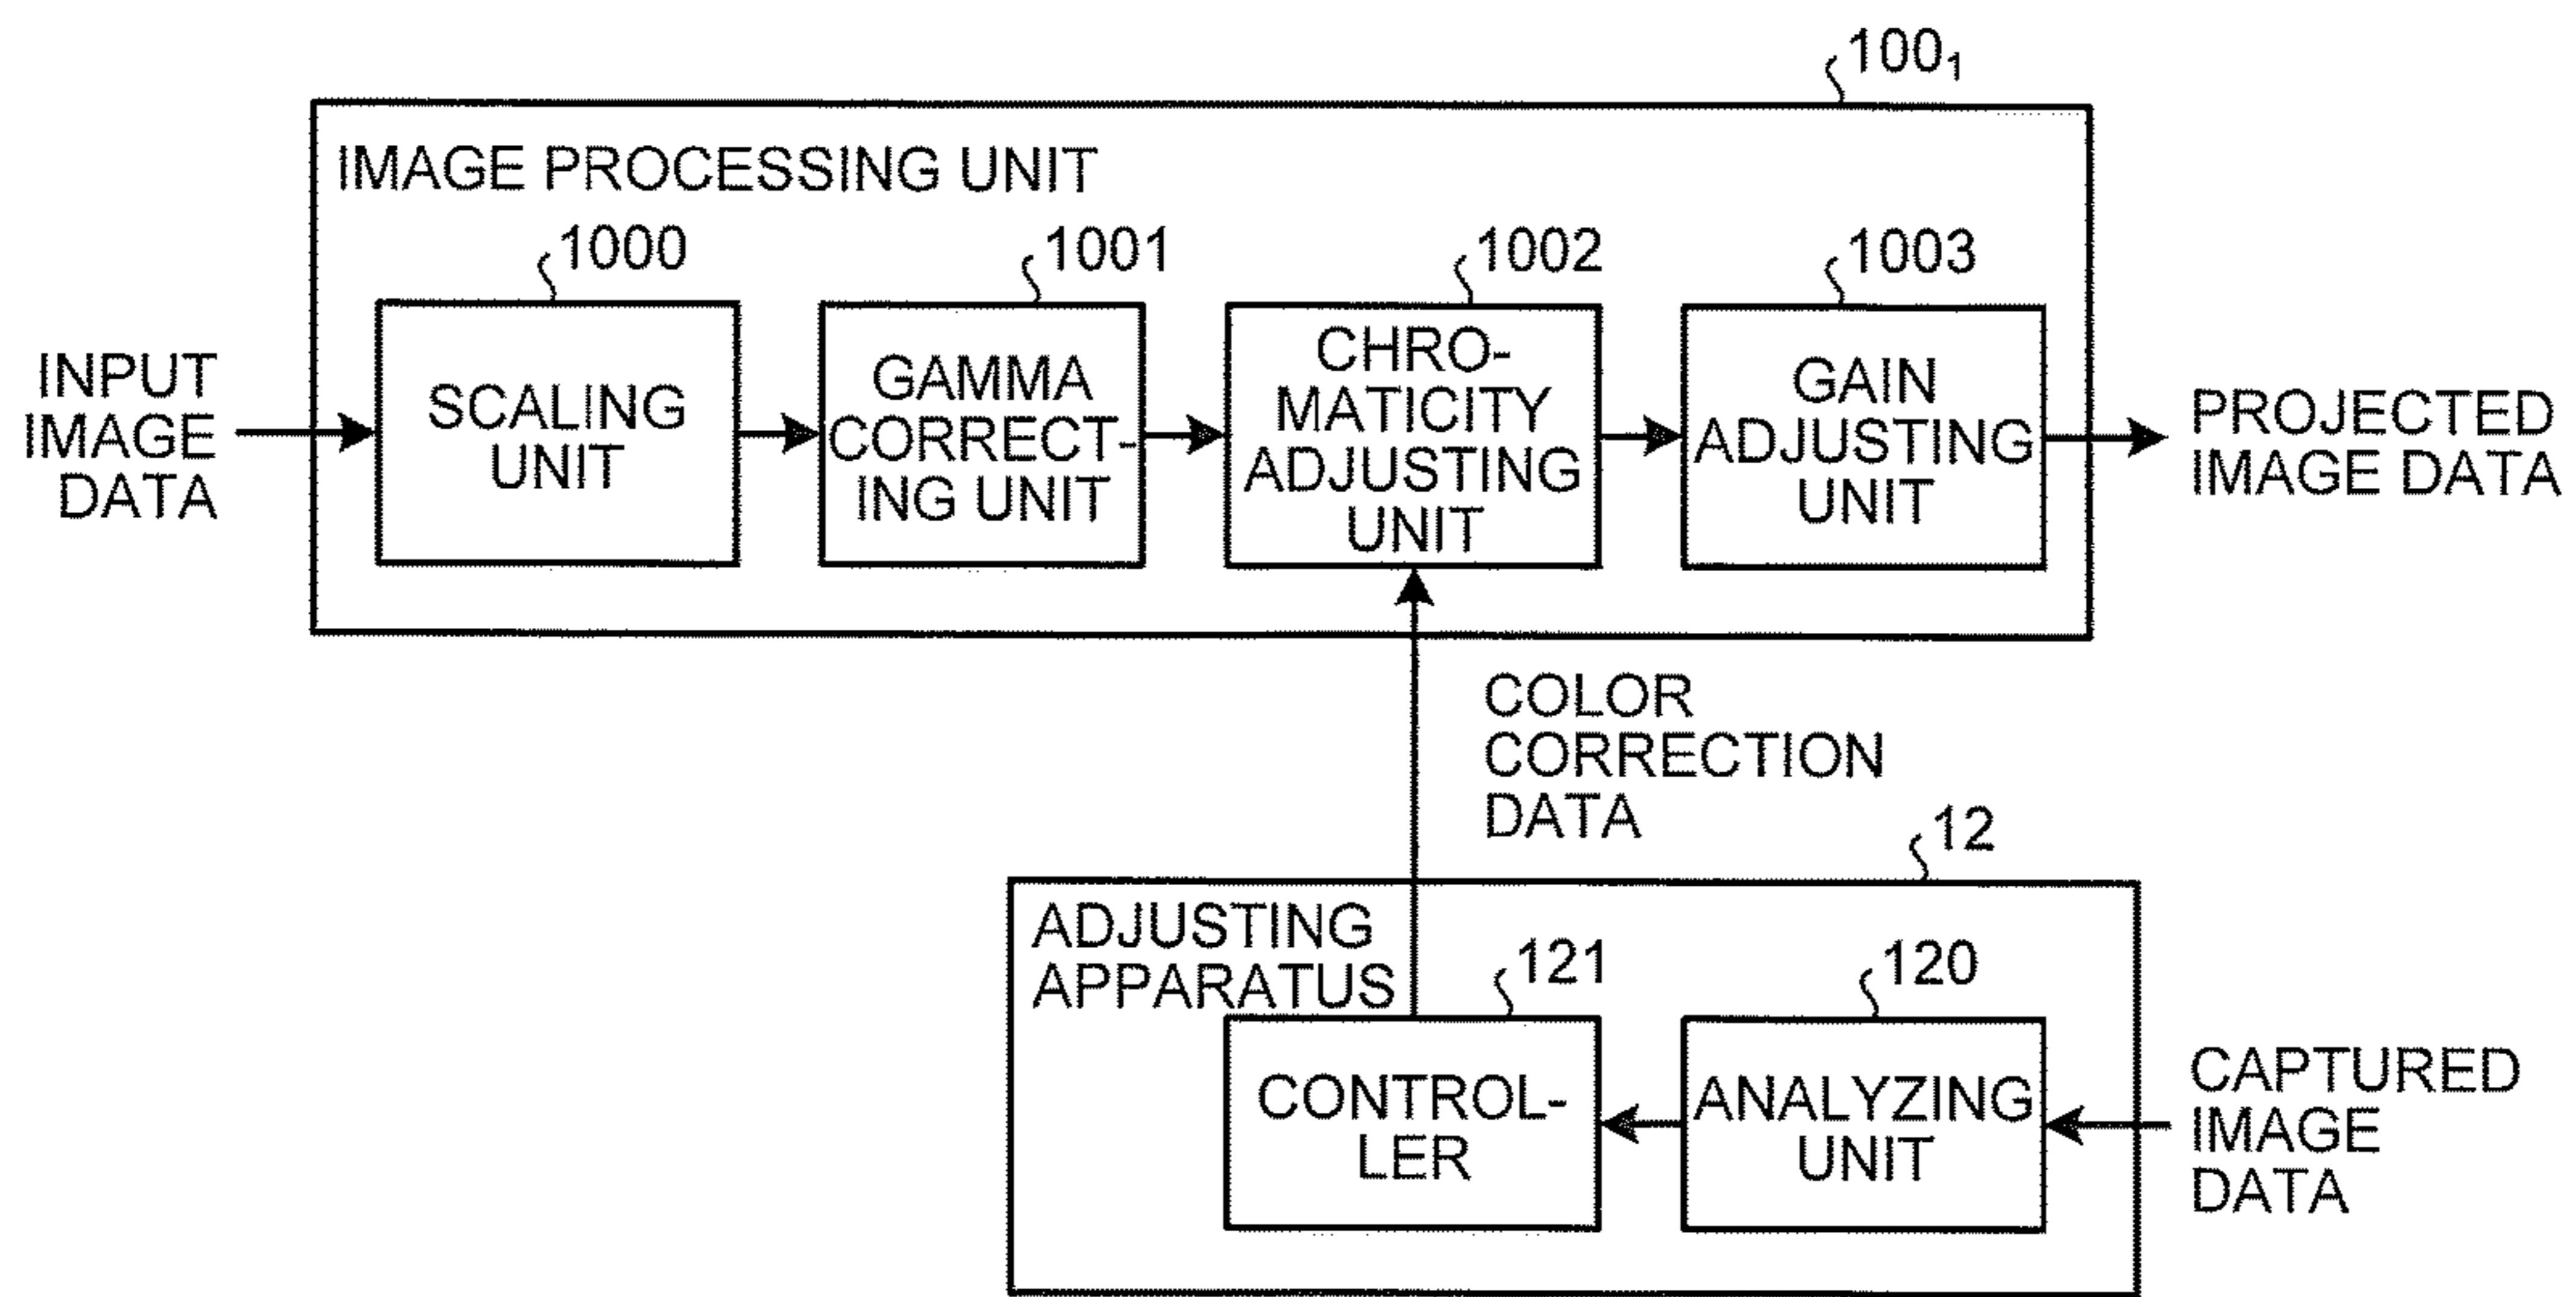 100₁
IMAGE PROCESSING UNIT
1000
1001
1002
1003
INPUT
IMAGE
DATA
SCALING
UNIT
GAMMA
CORRECT-
ING UNIT
CHRO-
MATICITY
ADJUSTING
UNIT
GAIN
ADJUSTING
UNIT
PROJECTED
IMAGE DATA
COLOR
CORRECTION
DATA
12
ADJUSTING
APPARATUS
121
120
CONTROL-
LER
ANALYZING
UNIT
CAPTURED
IMAGE
DATA